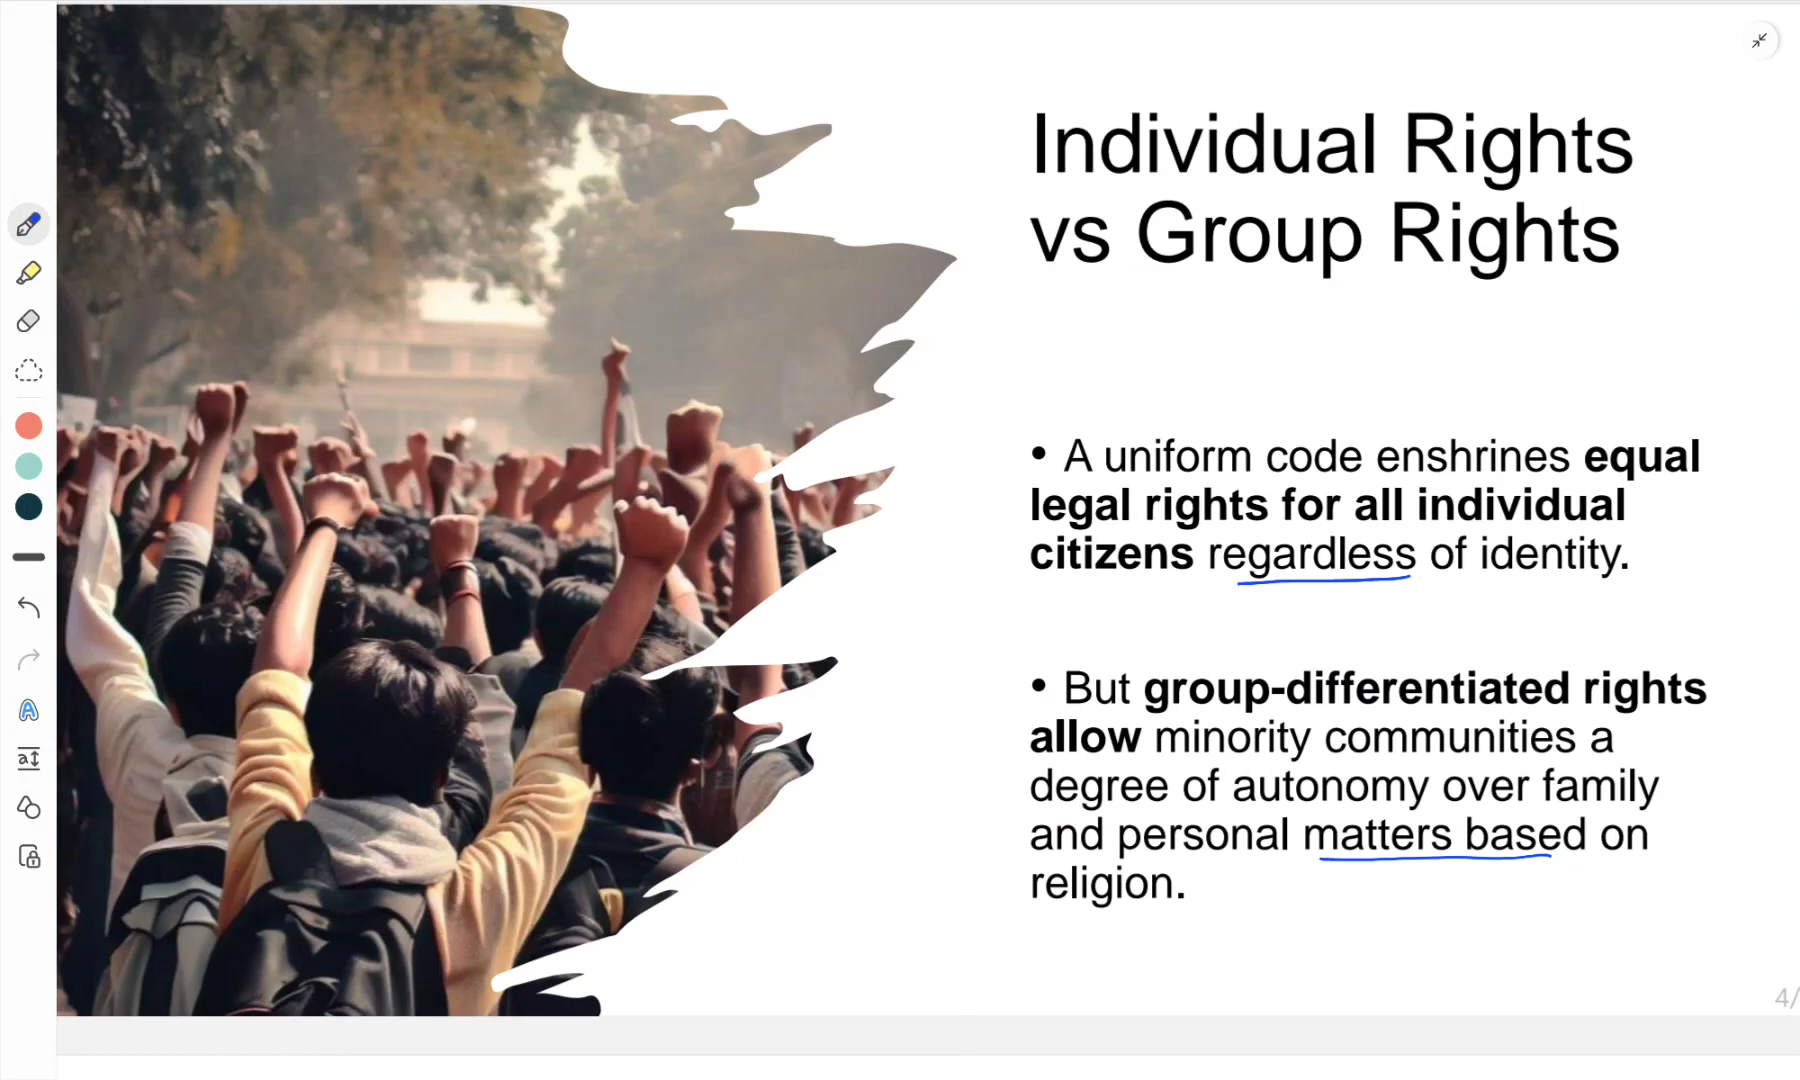 Individual Rights
vs Group Rights
• A uniform code enshrines equal
legal rights for all individual
citizens regardless of identity.
• But group-differentiated rights
allow minority communities a
degree of autonomy over family
and personal matters based on
religion.
4/